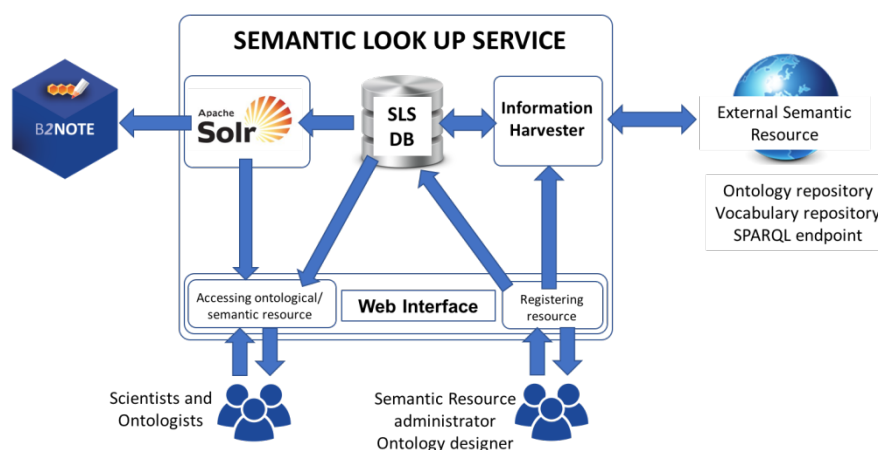 SEMANTIC LOOK UP SERVICE
B2NOTE
Apache
Solr
SLS
DB
Information
Harvester
External Semantic
Resource
Ontology repository
Vocabulary repository
SPARQL endpoint
Accessing ontological/
semantic resource
Web Interface
Registering
resource
Scientists and
Ontologists
Semantic Resource
administrator
Ontology designer